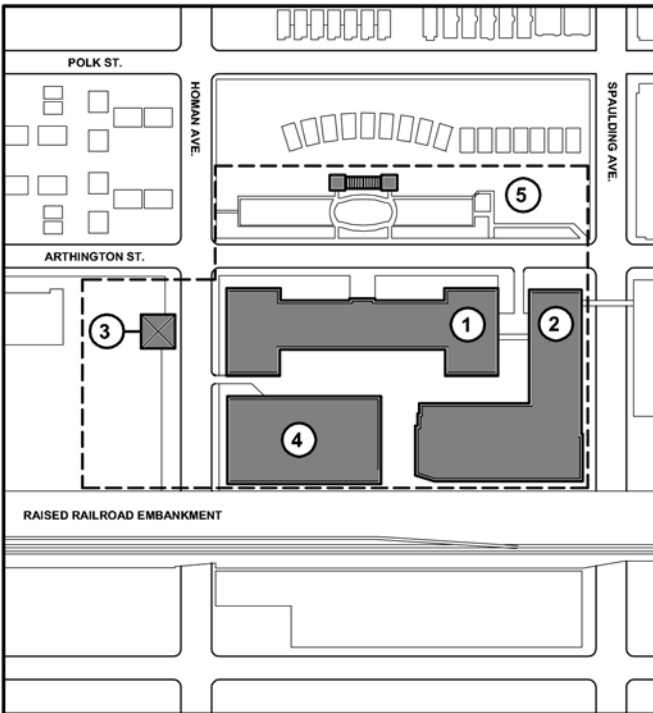 POLK ST.
HOMAN AVE.
SPAULDING AVE.
5
ARTHINGTON ST.
3
1
2
4
RAISED RAILROAD EMBANKMENT